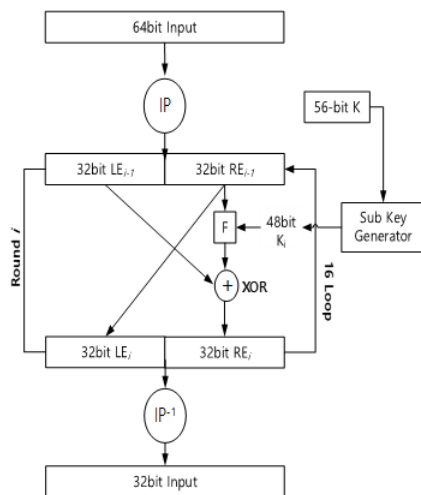 64bit Input
IP
56-bit K
32bit LEi-1
32bit REi-1
F
48bit
Ki
Sub Key
Generator
Round i
+
XOR
16 Loop
32bit LEi
32bit REi
IP-1
32bit Input